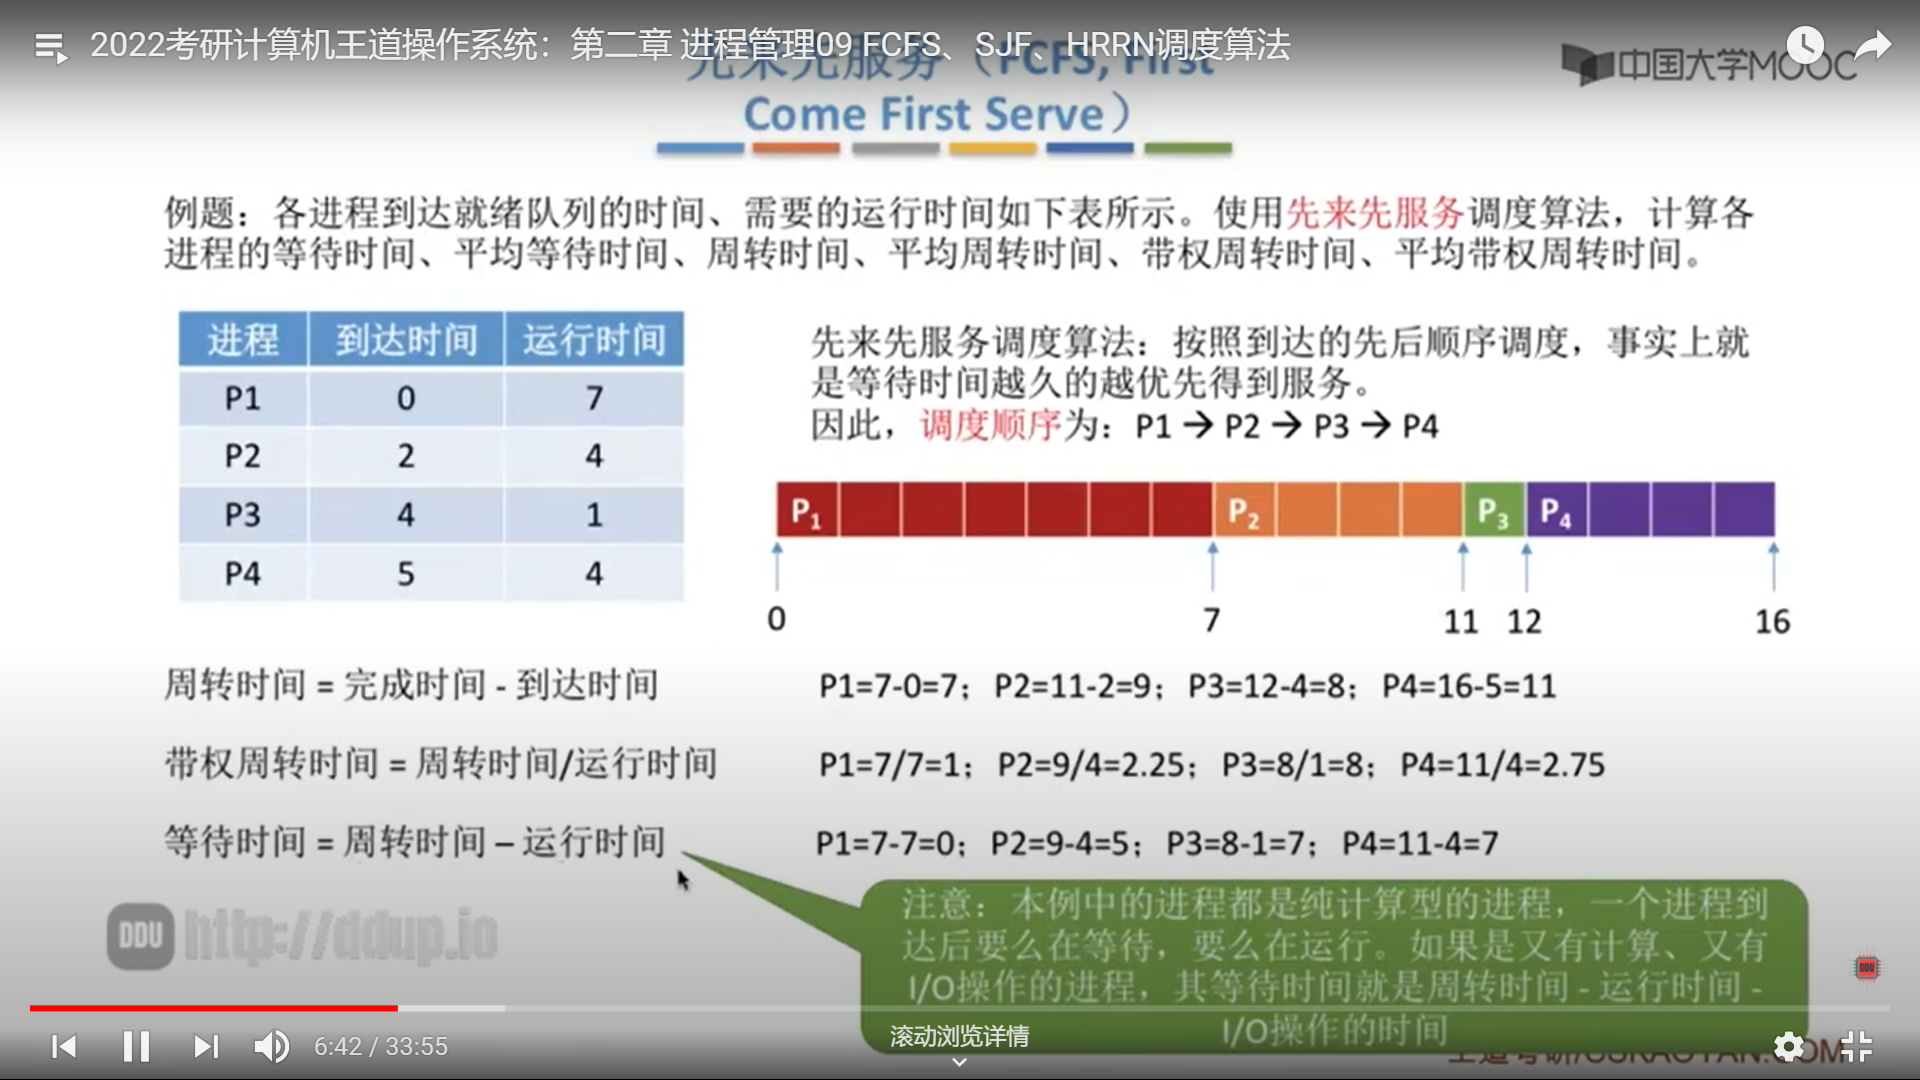 2022考研计算机王道操作系统：第二章 进程管理09 FCFS、SJF、HRRN调度算法
中国大学MOOC
先来先服务（FCFS, First
Come First Serve）
例题：各进程到达就绪队列的时间、需要的运行时间如下表所示。使用先来先服务调度算法，计算各
进程的等待时间、平均等待时间、周转时间、平均周转时间、带权周转时间、平均带权周转时间。
进程 到达时间 运行时间
P1 0 7
P2 2 4
P3 4 1
P4 5 4
先来先服务调度算法：按照到达的先后顺序调度，事实上就
是等待时间越久的越优先得到服务。
因此，调度顺序为：P1 → P2 → P3 → P4
P1 P2 P3 P4
0 7 11 12 16
周转时间 = 完成时间 - 到达时间
P1=7-0=7；P2=11-2=9；P3=12-4=8；P4=16-5=11
带权周转时间 = 周转时间/运行时间
P1=7/7=1；P2=9/4=2.25；P3=8/1=8；P4=11/4=2.75
等待时间 = 周转时间 – 运行时间
P1=7-7=0；P2=9-4=5；P3=8-1=7；P4=11-4=7
注意：本例中的进程都是纯计算型的进程，一个进程到
达后要么在等待，要么在运行。如果是又有计算、又有
I/O操作的进程，其等待时间就是周转时间 - 运行时间 -
I/O操作的时间
DDU http://ddup.io
DDU
滚动浏览详情
6:42 / 33:55
王道考研/CSKAOYAN.COM